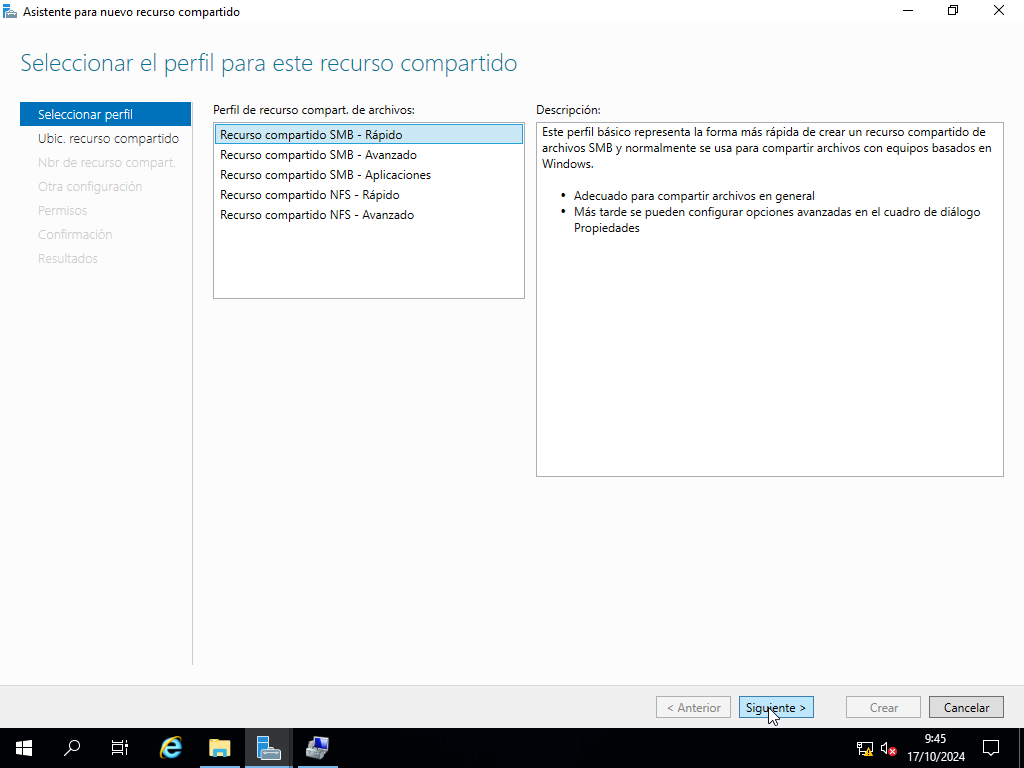 Asistente para nuevo recurso compartido
Seleccionar el perfil para este recurso compartido
Seleccionar perfil
Ubic. recurso compartido
Nbr de recurso compart.
Otra configuración
Permisos
Confirmación
Resultados
Perfil de recurso compart. de archivos:
Recurso compartido SMB - Rápido
Recurso compartido SMB - Avanzado
Recurso compartido SMB - Aplicaciones
Recurso compartido NFS - Rápido
Recurso compartido NFS - Avanzado
Descripción:
Este perfil básico representa la forma más rápida de crear un recurso compartido de
archivos SMB y normalmente se usa para compartir archivos con equipos basados en
Windows.
• Adecuado para compartir archivos en general
• Más tarde se pueden configurar opciones avanzadas en el cuadro de diálogo
Propiedades
< Anterior
Siguiente >
Crear
Cancelar
9:45
17/10/2024